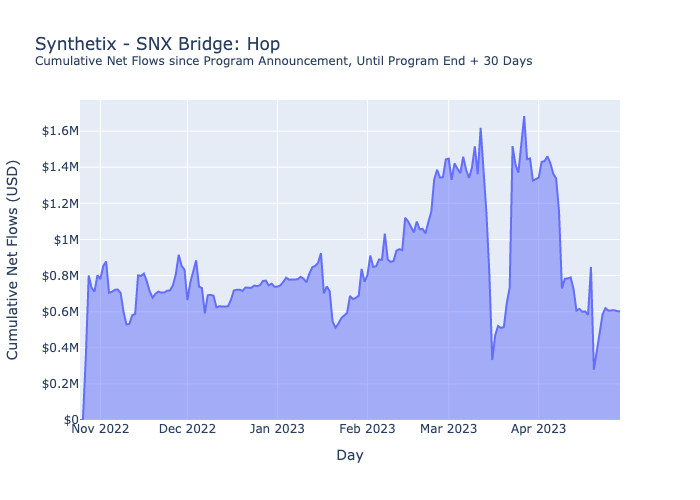 Synthetix - SNX Bridge: Hop
Cumulative Net Flows since Program Announcement, Until Program End + 30 Days
Cumulative Net Flows (USD)
$1.6M
$1.4M
$1.2M
$1M
$0.8M
$0.6M
$0.4M
$0.2M
$0
Nov 2022
Dec 2022
Jan 2023
Feb 2023
Mar 2023
Apr 2023
Day